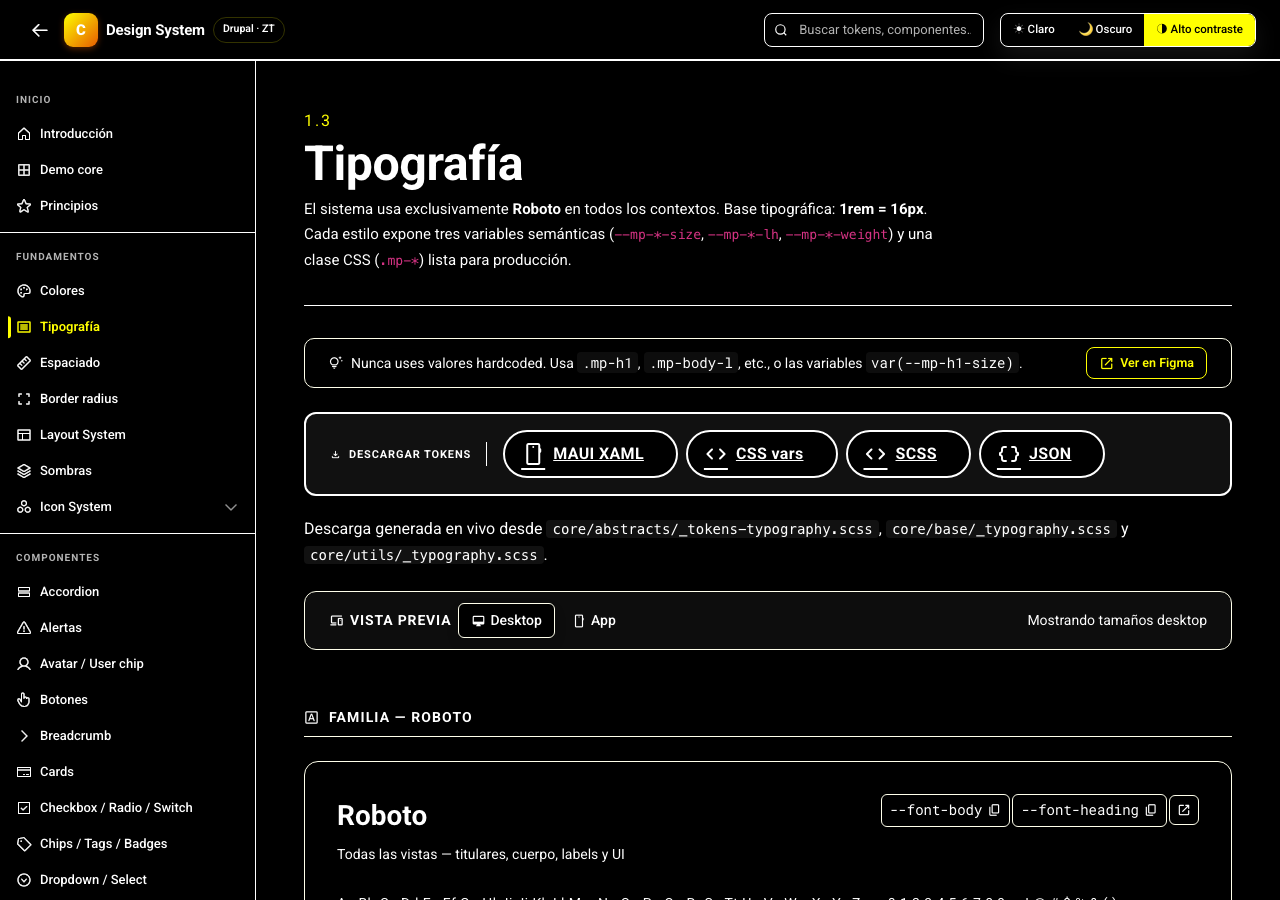 C Design System Drupal · ZT
Buscar tokens, componentes..
Claro Oscuro Alto contraste
INICIO
Introducción
Demo core
Principios
FUNDAMENTOS
Colores
Tipografía
Espaciado
Border radius
Layout System
Sombras
Icon System
COMPONENTES
Accordion
Alertas
Avatar / User chip
Botones
Breadcrumb
Cards
Checkbox / Radio / Switch
Chips / Tags / Badges
Dropdown / Select
1.3
Tipografía
El sistema usa exclusivamente Roboto en todos los contextos. Base tipográfica: 1rem = 16px.
Cada estilo expone tres variables semánticas (--mp-*-size, --mp-*-lh, --mp-*-weight) y una
clase CSS (.mp-*) lista para producción.
Nunca uses valores hardcoded. Usa .mp-h1 , .mp-body-l , etc., o las variables var(--mp-h1-size) .
Ver en Figma
DESCARGAR TOKENS
MAUI XAML
CSS vars
SCSS
JSON
Descarga generada en vivo desde core/abstracts/_tokens-typography.scss , core/base/_typography.scss y
core/utils/_typography.scss .
VISTA PREVIA Desktop App
Mostrando tamaños desktop
FAMILIA — ROBOTO
Roboto
--font-body
--font-heading
Todas las vistas — titulares, cuerpo, labels y UI